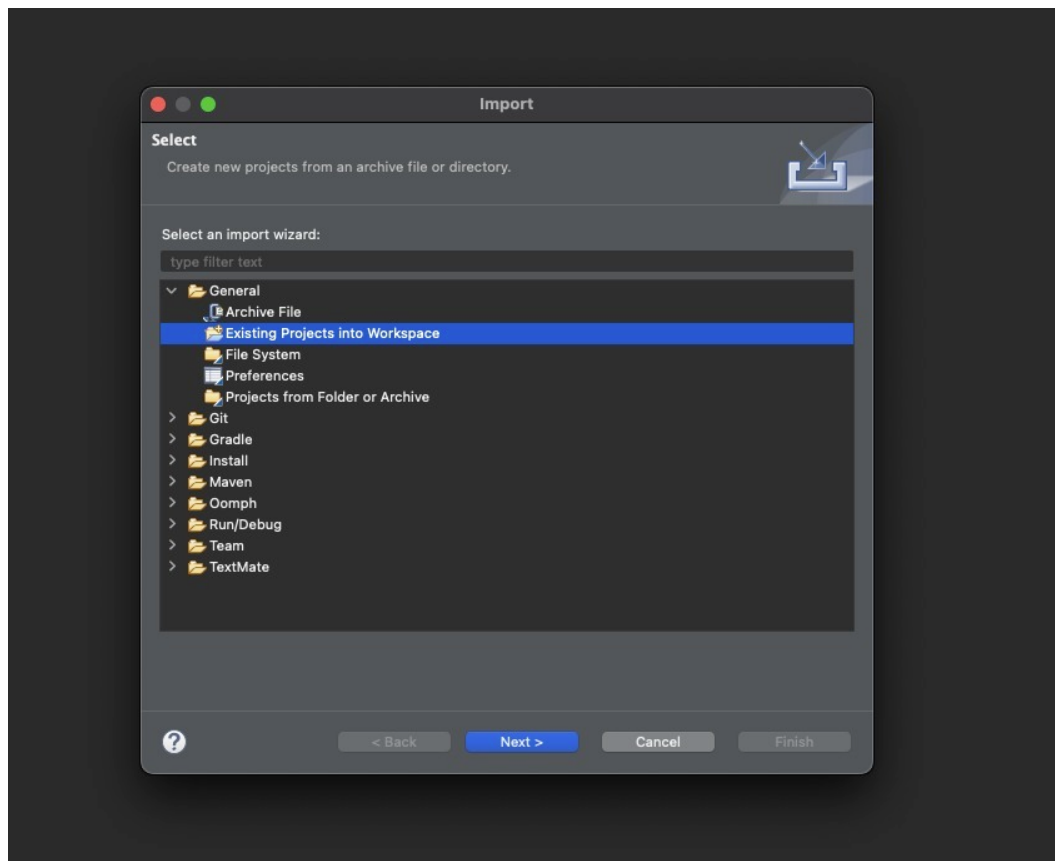 Import
Select
Create new projects from an archive file or directory.
Select an import wizard:
type filter text
General
Archive File
Existing Projects into Workspace
File System
Preferences
Projects from Folder or Archive
Git
Gradle
Install
Maven
Oomph
Run/Debug
Team
TextMate
? < Back Next > Cancel Finish